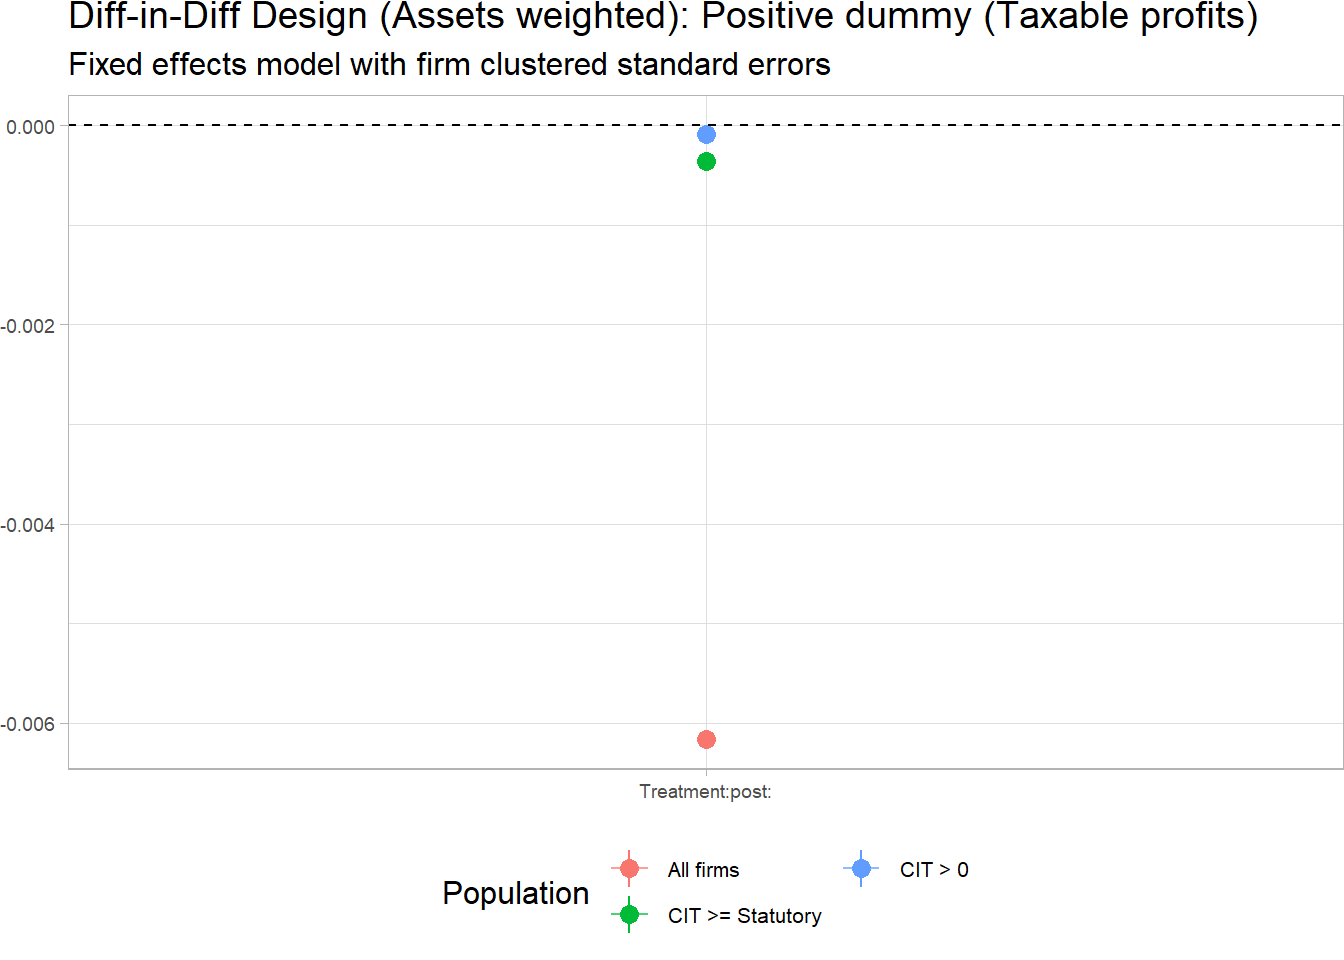 Diff-in-Diff Design (Assets weighted): Positive dummy (Taxable profits)
Fixed effects model with firm clustered standard errors
0.000
-0.002
-0.004
-0.006
Treatment:post:
Population
All firms
CIT > 0
CIT >= Statutory